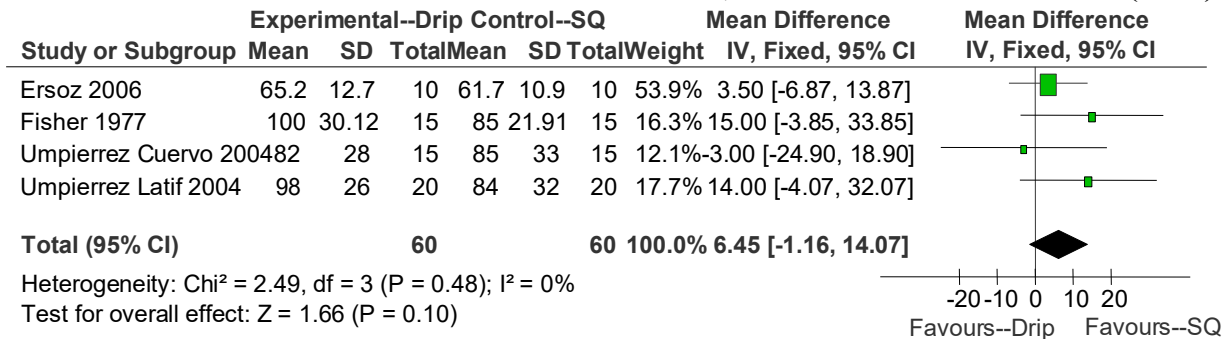 Experimental--Drip Control--SQ Mean Difference Mean Difference
Study or Subgroup Mean SD TotalMean SD TotalWeight IV, Fixed, 95% CI IV, Fixed, 95% CI
Ersoz 2006 65.2 12.7 10 61.7 10.9 10 53.9% 3.50 [-6.87, 13.87]
Fisher 1977 100 30.12 15 85 21.91 15 16.3% 15.00 [-3.85, 33.85]
Umpierrez Cuervo 200482 28 15 85 33 15 12.1% -3.00 [-24.90, 18.90]
Umpierrez Latif 2004 98 26 20 84 32 20 17.7% 14.00 [-4.07, 32.07]
Total (95% CI) 60 60 100.0% 6.45 [-1.16, 14.07]
Heterogeneity: Chi² = 2.49, df = 3 (P = 0.48); I² = 0%
Test for overall effect: Z = 1.66 (P = 0.10)
-20 -10 0 10 20
Favours--Drip Favours--SQ